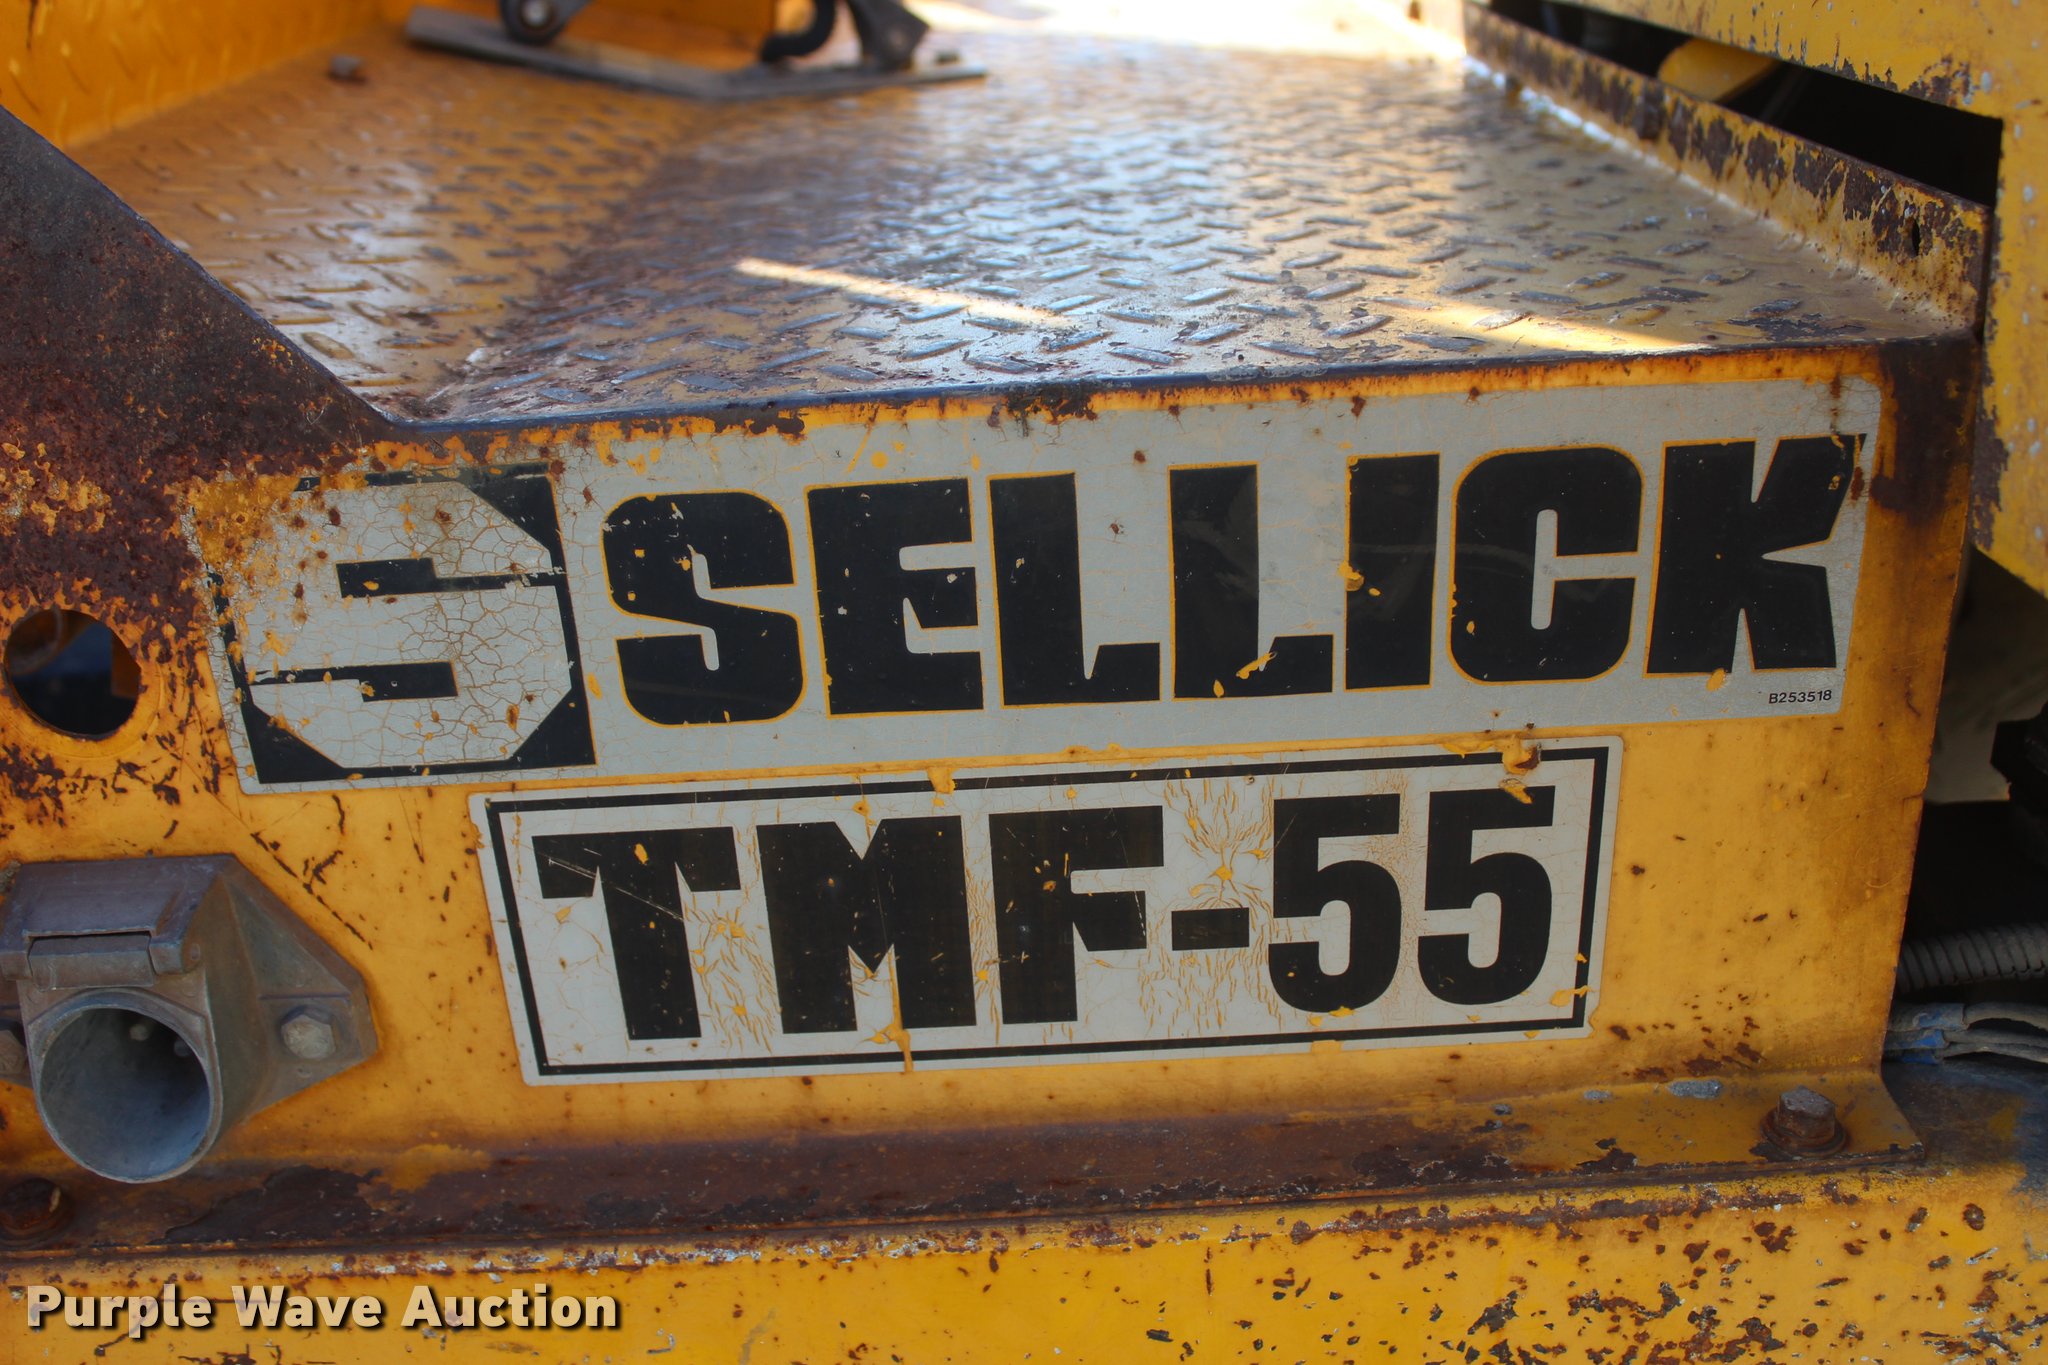 S SELLICK
B253518
TMF-55
Purple Wave Auction